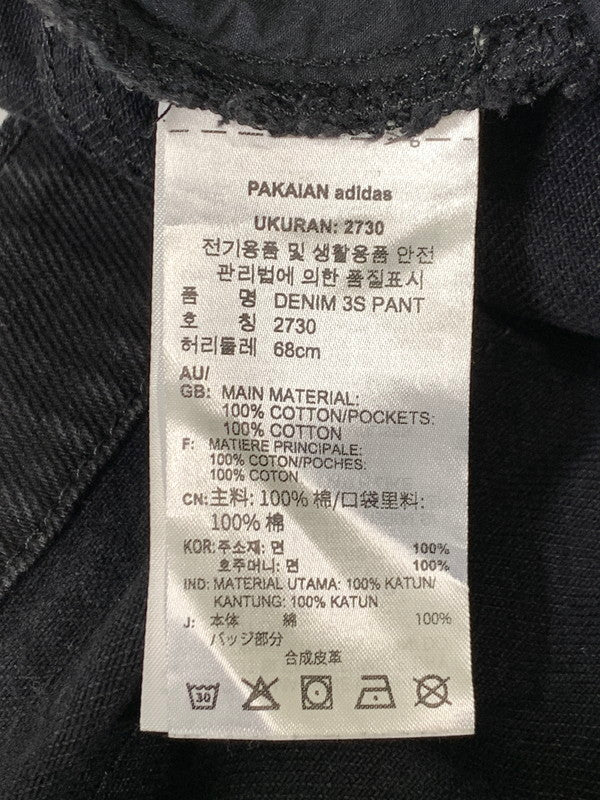 PAKAIAN adidas
UKURAN: 2730
전기용품 및 생활용품 안전
관리법에 의한 품질표시
품 명 DENIM 3S PANT
호 칭 2730
허리둘레 68cm
AU/
GB: MAIN MATERIAL:
100% COTTON/POCKETS:
100% COTTON
F: MATIERE PRINCIPALE:
100% COTON/POCHES:
100% COTON
CN:主料: 100% 棉/口袋里料:
100% 棉
KOR: 주소재: 면 100%
호주머니: 면 100%
IND: MATERIAL UTAMA: 100% KATUN/
KANTUNG: 100% KATUN
J: 本体 綿 100%
バッジ部分
合成皮革
30